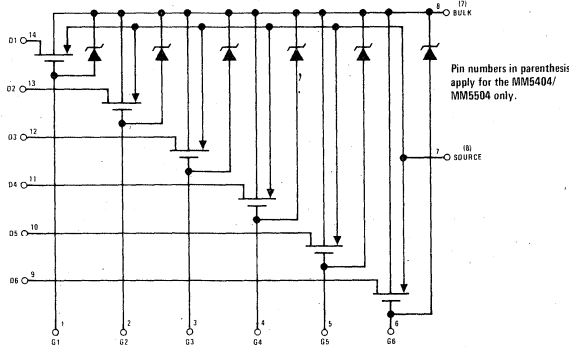 (7)
8
BULK
D1
14
Pin numbers in parenthesis
apply for the MM5404/
MM5504 only.
D2
13
D3
12
(8)
7
SOURCE
D4
11
D5
10
D6
9
1
2
3
4
5
6
G1
G2
G3
G4
G5
G6